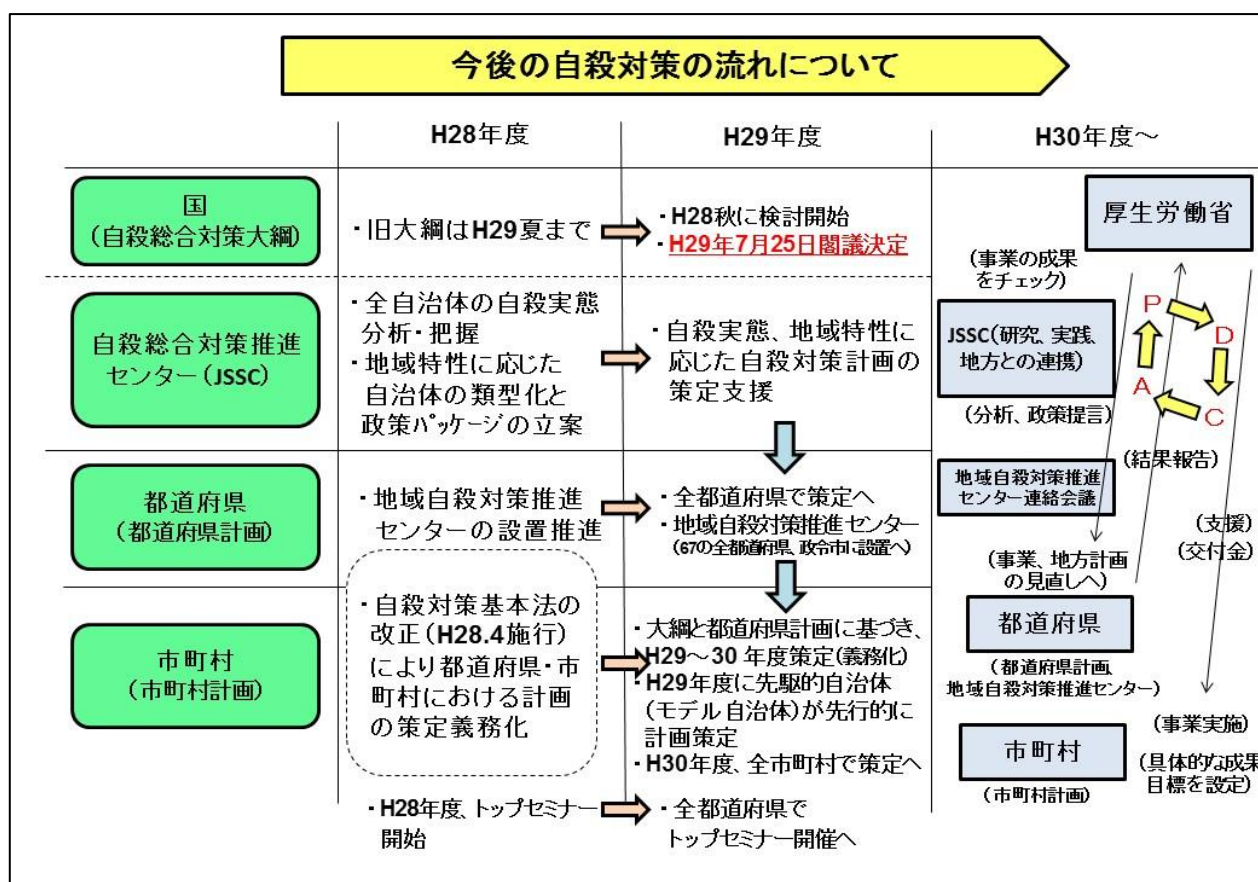 今後の自殺対策の流れについて
H28年度
H29年度
H30年度～
国
(自殺総合対策大綱)
・旧大綱はH29夏まで
・H28秋に検討開始
・H29年7月25日閣議決定
自殺総合対策推進
センター(JSSC)
・全自治体の自殺実態
分析・把握
・地域特性に応じた
自治体の類型化と
政策パッケージの立案
・自殺実態、地域特性に
応じた自殺対策計画の
策定支援
都道府県
(都道府県計画)
・地域自殺対策推進
センターの設置推進
・全都道府県で策定へ
・地域自殺対策推進センター
(67の全都道府県、政令市に設置へ)
市町村
(市町村計画)
・自殺対策基本法の
改正(H28.4施行)
により都道府県・市
町村における計画
の策定義務化
・大綱と都道府県計画に基づき、
H29～30年度策定(義務化)
・H29年度に先駆的自治体
(モデル自治体)が先行的に
計画策定
・H30年度、全市町村で策定へ
・H28年度、トップセミナー
開始
・全都道府県で
トップセミナー開催へ
厚生労働省
(事業の成果
をチェック)
JSSC(研究、実践、
地方との連携)
(分析、政策提言)
P
D
A
C
(結果報告)
地域自殺対策推進
センター連絡会議
(支援)
(交付金)
(事業、地方計画
の見直しへ)
都道府県
(都道府県計画、
地域自殺対策推進センター)
(事業実施)
市町村
(市町村計画)
(具体的な成果
目標を設定)